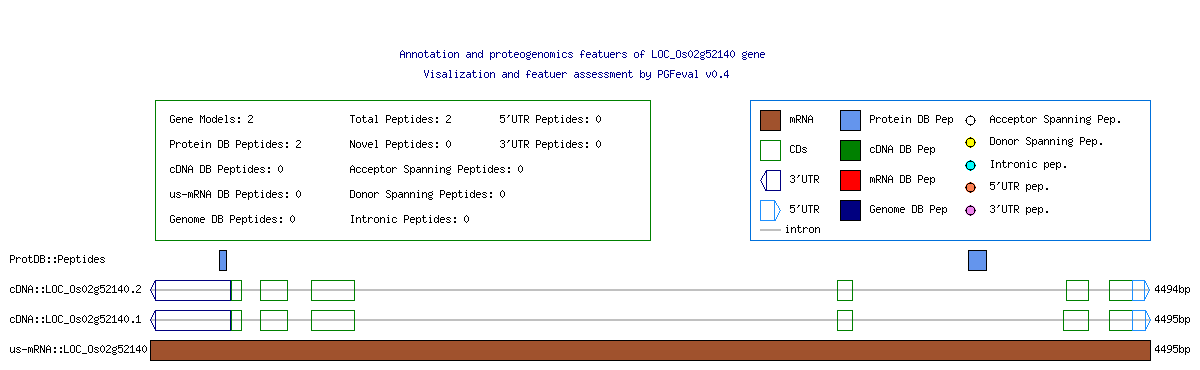 Annotation and proteogenomics featuers of LOC_Os02g52140 gene
Visalization and featuer assessment by PGFeval v0.4
Gene Models: 2 Total Peptides: 2 5'UTR Peptides: 0
Protein DB Peptides: 2 Novel Peptides: 0 3'UTR Peptides: 0
cDNA DB Peptides: 0 Acceptor Spanning Peptides: 0
us-mRNA DB Peptides: 0 Donor Spanning Peptides: 0
Genome DB Peptides: 0 Intronic Peptides: 0
mRNA Protein DB Pep Acceptor Spanning Pep.
CDs cDNA DB Pep Donor Spanning Pep.
3'UTR mRNA DB Pep Intronic pep.
5'UTR Genome DB Pep 5'UTR pep.
intron 3'UTR pep.
ProtDB::Peptides
cDNA::LOC_Os02g52140.2 4494bp
cDNA::LOC_Os02g52140.1 4495bp
us-mRNA::LOC_Os02g52140 4495bp